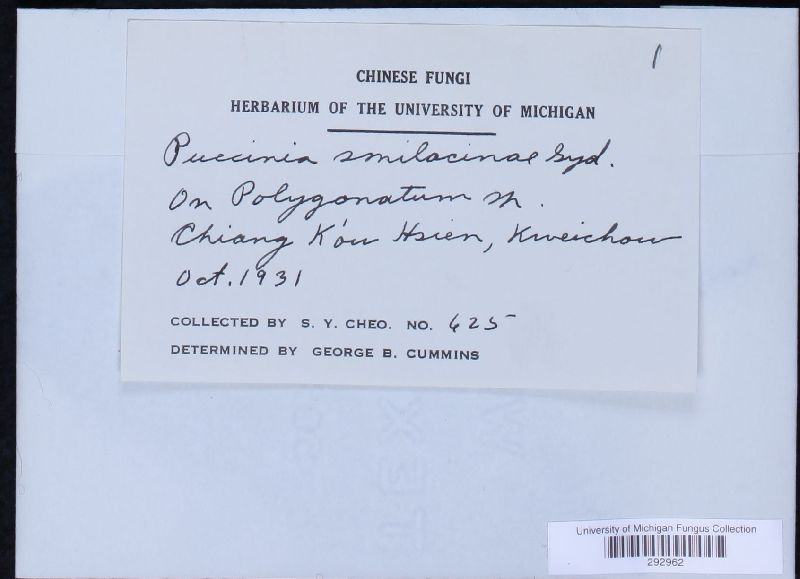 1
CHINESE FUNGI
HERBARIUM OF THE UNIVERSITY OF MICHIGAN
Puccinia smilacinae Syd.
On Polygonatum sp.
Chiang K'ou Hsien, Kweichow
Oct. 1931
COLLECTED BY S. Y. CHEO. NO. 625
DETERMINED BY GEORGE B. CUMMINS
University of Michigan Fungus Collection
292962